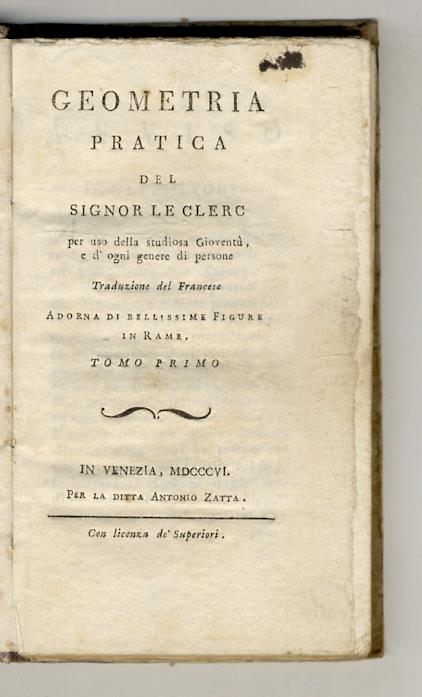 GEOMETRIA
PRATICA
DEL
SIGNOR LE CLERC
per uso della studiosa Gioventù,
e d' ogni genere di persone
Traduzione del Francese
ADORNA DI BELLISSIME FIGURE
IN RAME.
TOMO PRIMO
IN VENEZIA, MDCCCVI.
PER LA DITTA ANTONIO ZATTA.
Con licenza de' Superiori.